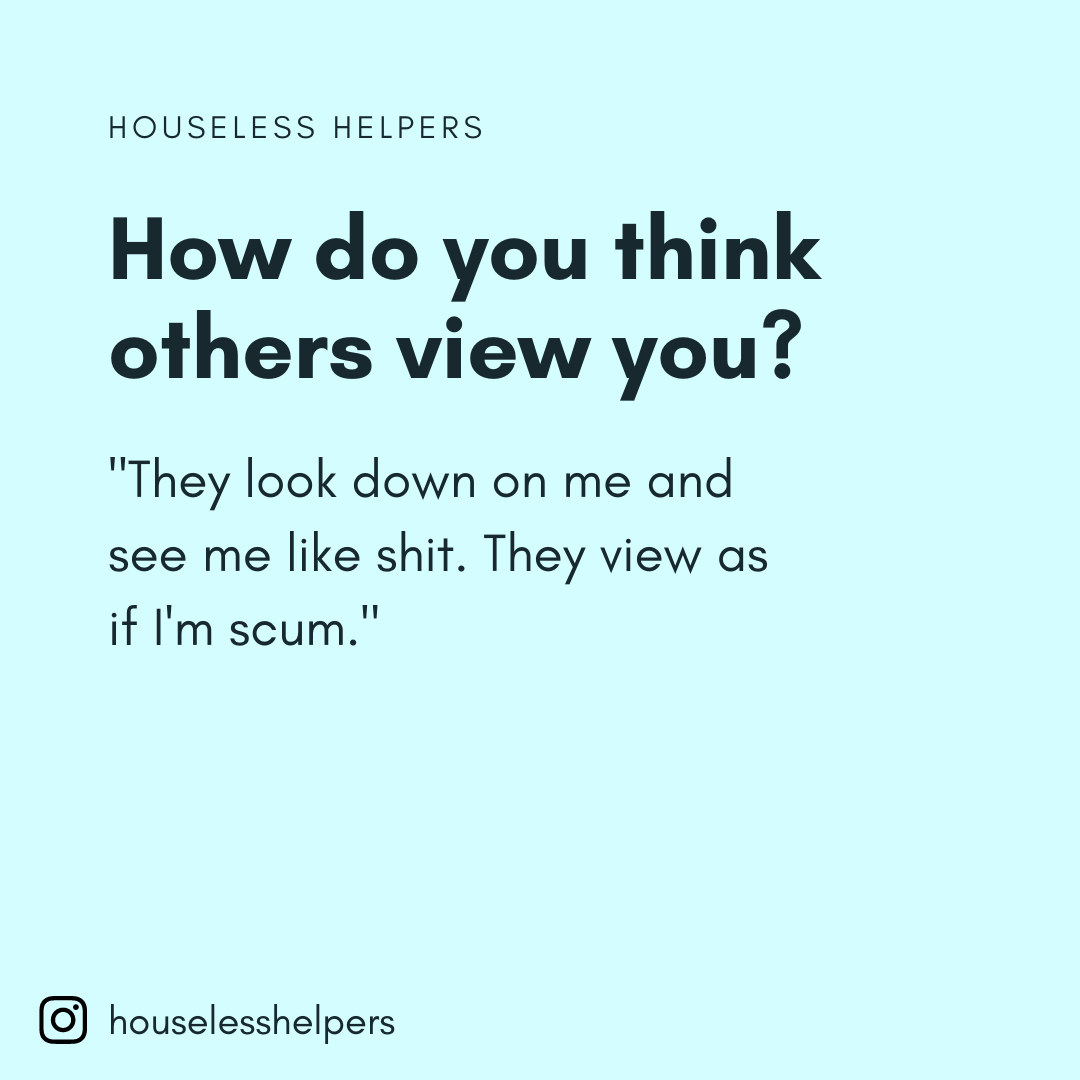 HOUSELESS HELPERS
How do you think
others view you?
"They look down on me and
see me like shit. They view as
if I'm scum."
houselesshelpers